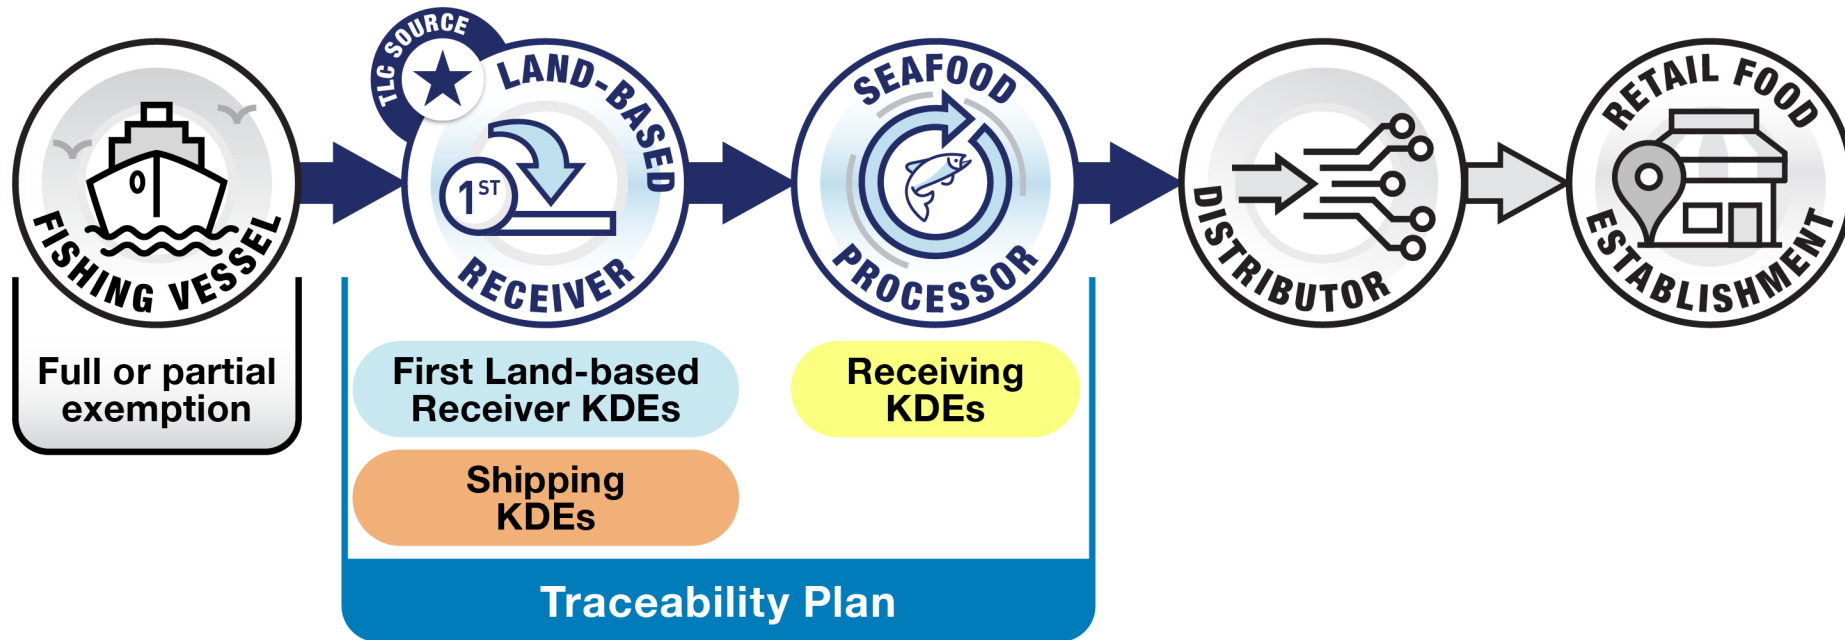 FISHING VESSEL
TLC SOURCE
LAND-BASED
1ST
RECEIVER
SEAFOOD
PROCESSOR
DISTRIBUTOR
RETAIL FOOD
ESTABLISHMENT
Full or partial
exemption
First Land-based
Receiver KDEs
Shipping
KDEs
Receiving
KDEs
Traceability Plan